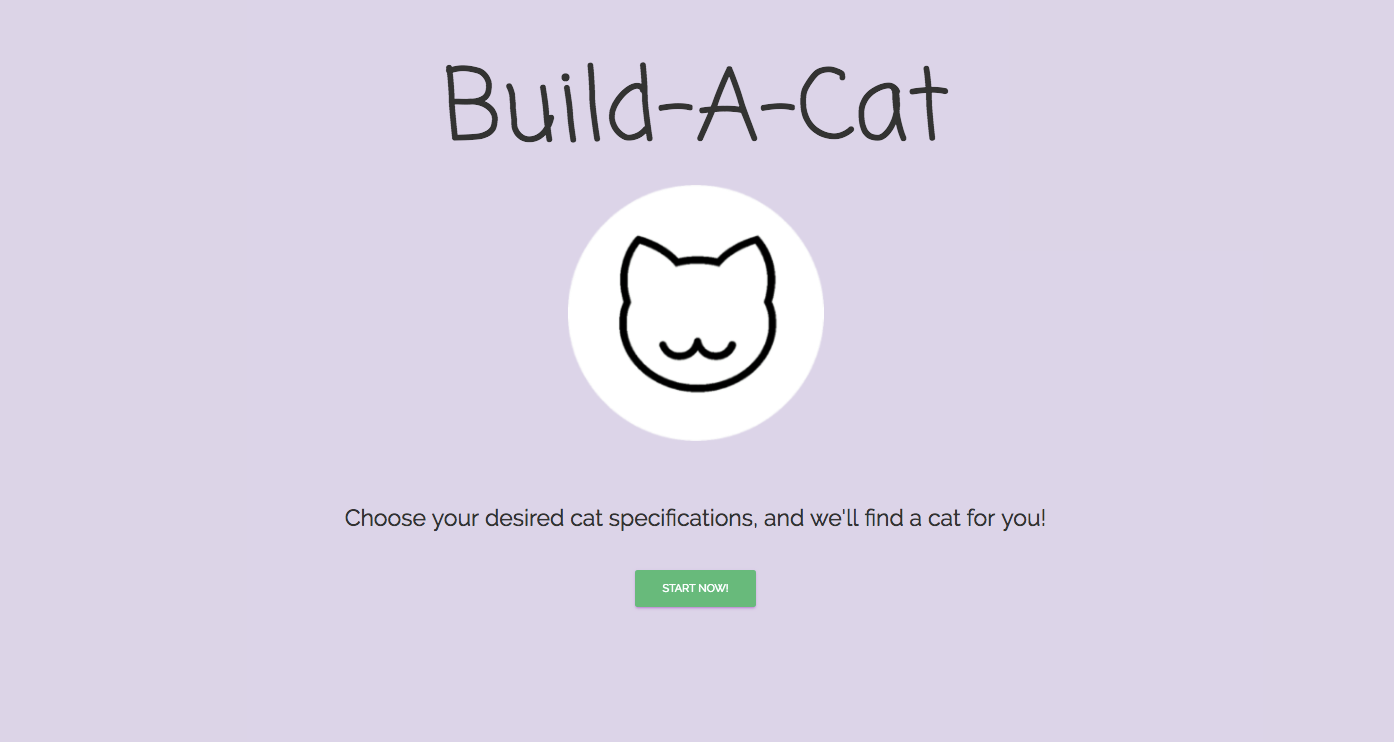 Build-A-Cat
Choose your desired cat specifications, and we'll find a cat for you!
START NOW!